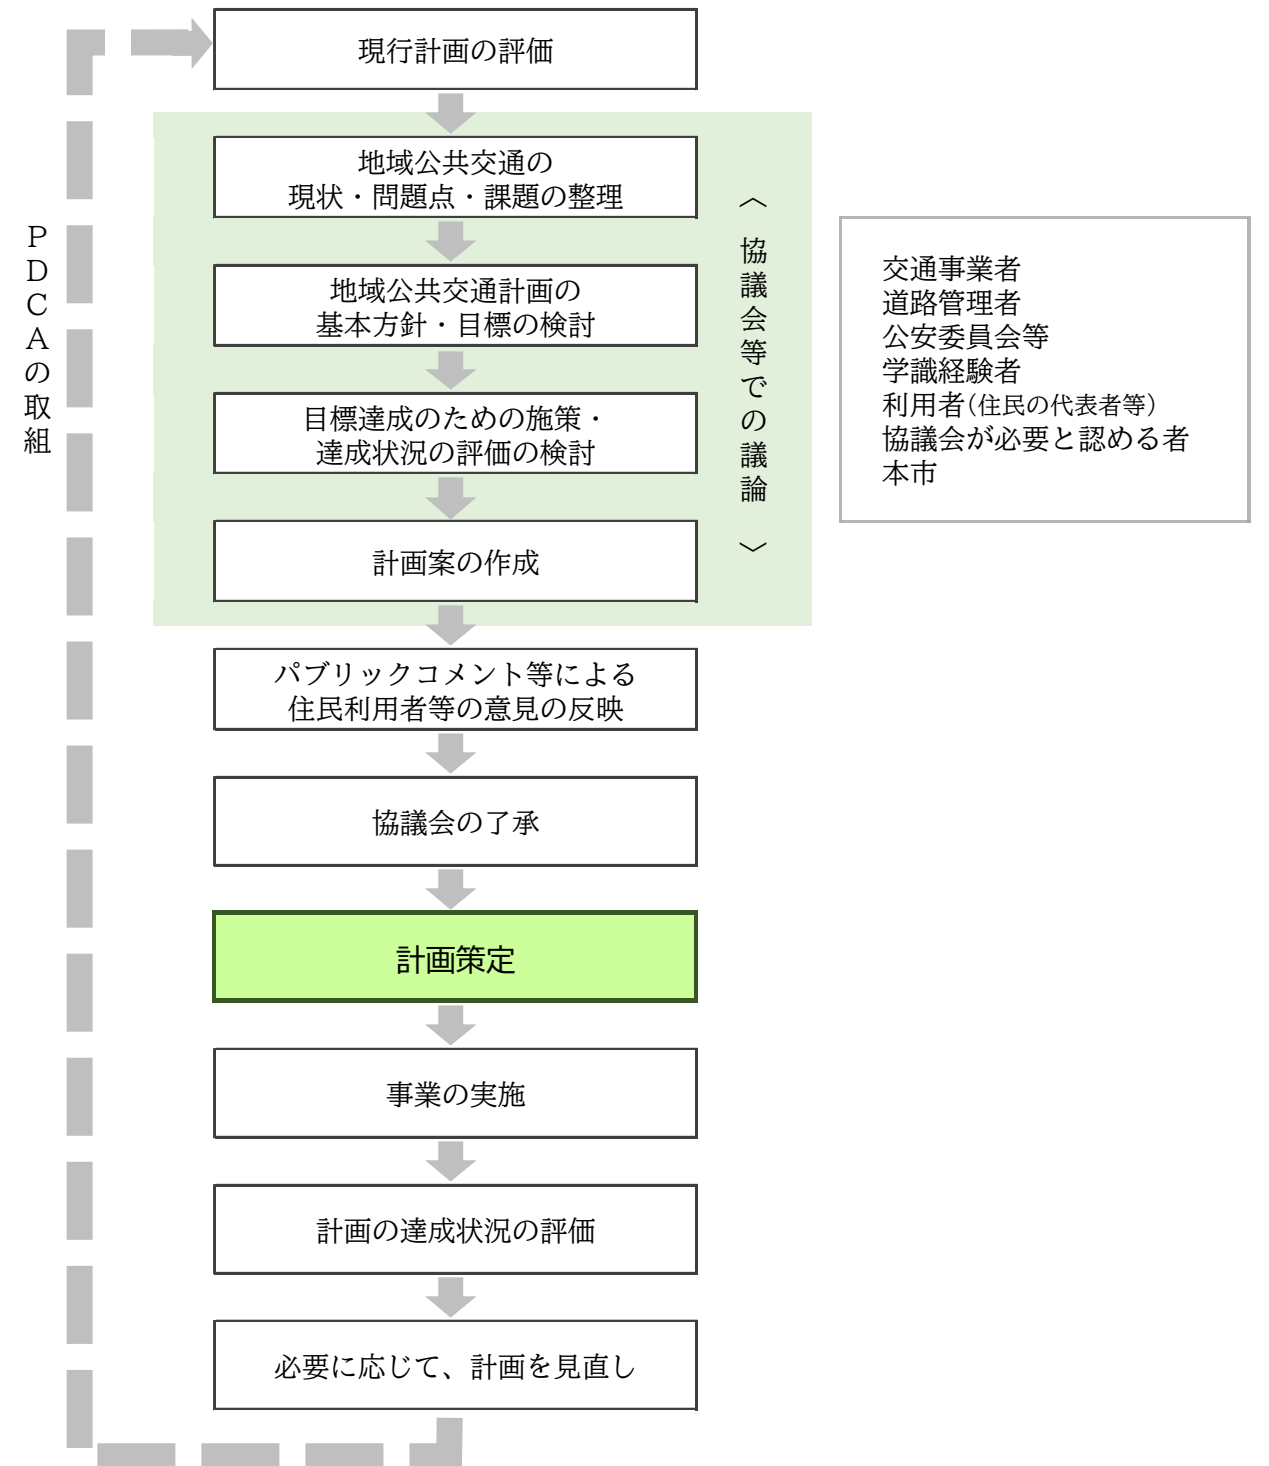 現行計画の評価
地域公共交通の
現状・問題点・課題の整理
地域公共交通計画の
基本方針・目標の検討
目標達成のための施策・
達成状況の評価の検討
計画案の作成
〈 協議会等での議論 〉
交通事業者
道路管理者
公安委員会等
学識経験者
利用者(住民の代表者等)
協議会が必要と認める者
本市
パブリックコメント等による
住民利用者等の意見の反映
協議会の了承
計画策定
事業の実施
計画の達成状況の評価
必要に応じて、計画を見直し
ＰＤＣＡの取組